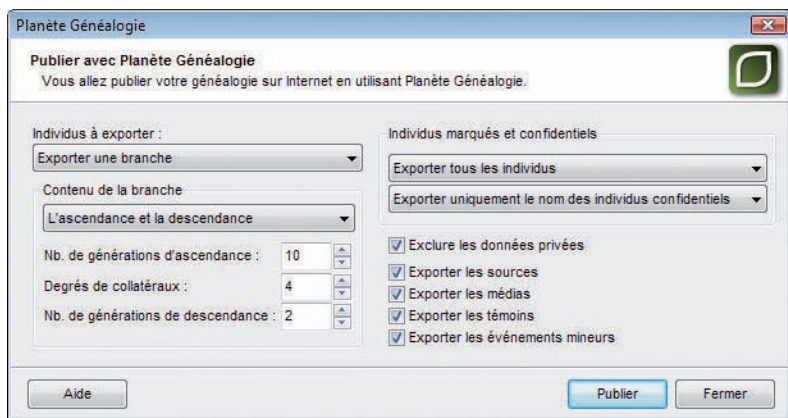 Planète Généalogie
Publier avec Planète Généalogie
Vous allez publier votre généalogie sur Internet en utilisant Planète Généalogie.
Individus à exporter :
Exporter une branche
Contenu de la branche
L'ascendance et la descendance
Nb. de générations d'ascendance : 10
Degrés de collatéraux : 4
Nb. de générations de descendance : 2
Individus marqués et confidentiels
Exporter tous les individus
Exporter uniquement le nom des individus confidentiels
Exclure les données privées
Exporter les sources
Exporter les médias
Exporter les témoins
Exporter les événements mineurs
Aide
Publier
Fermer